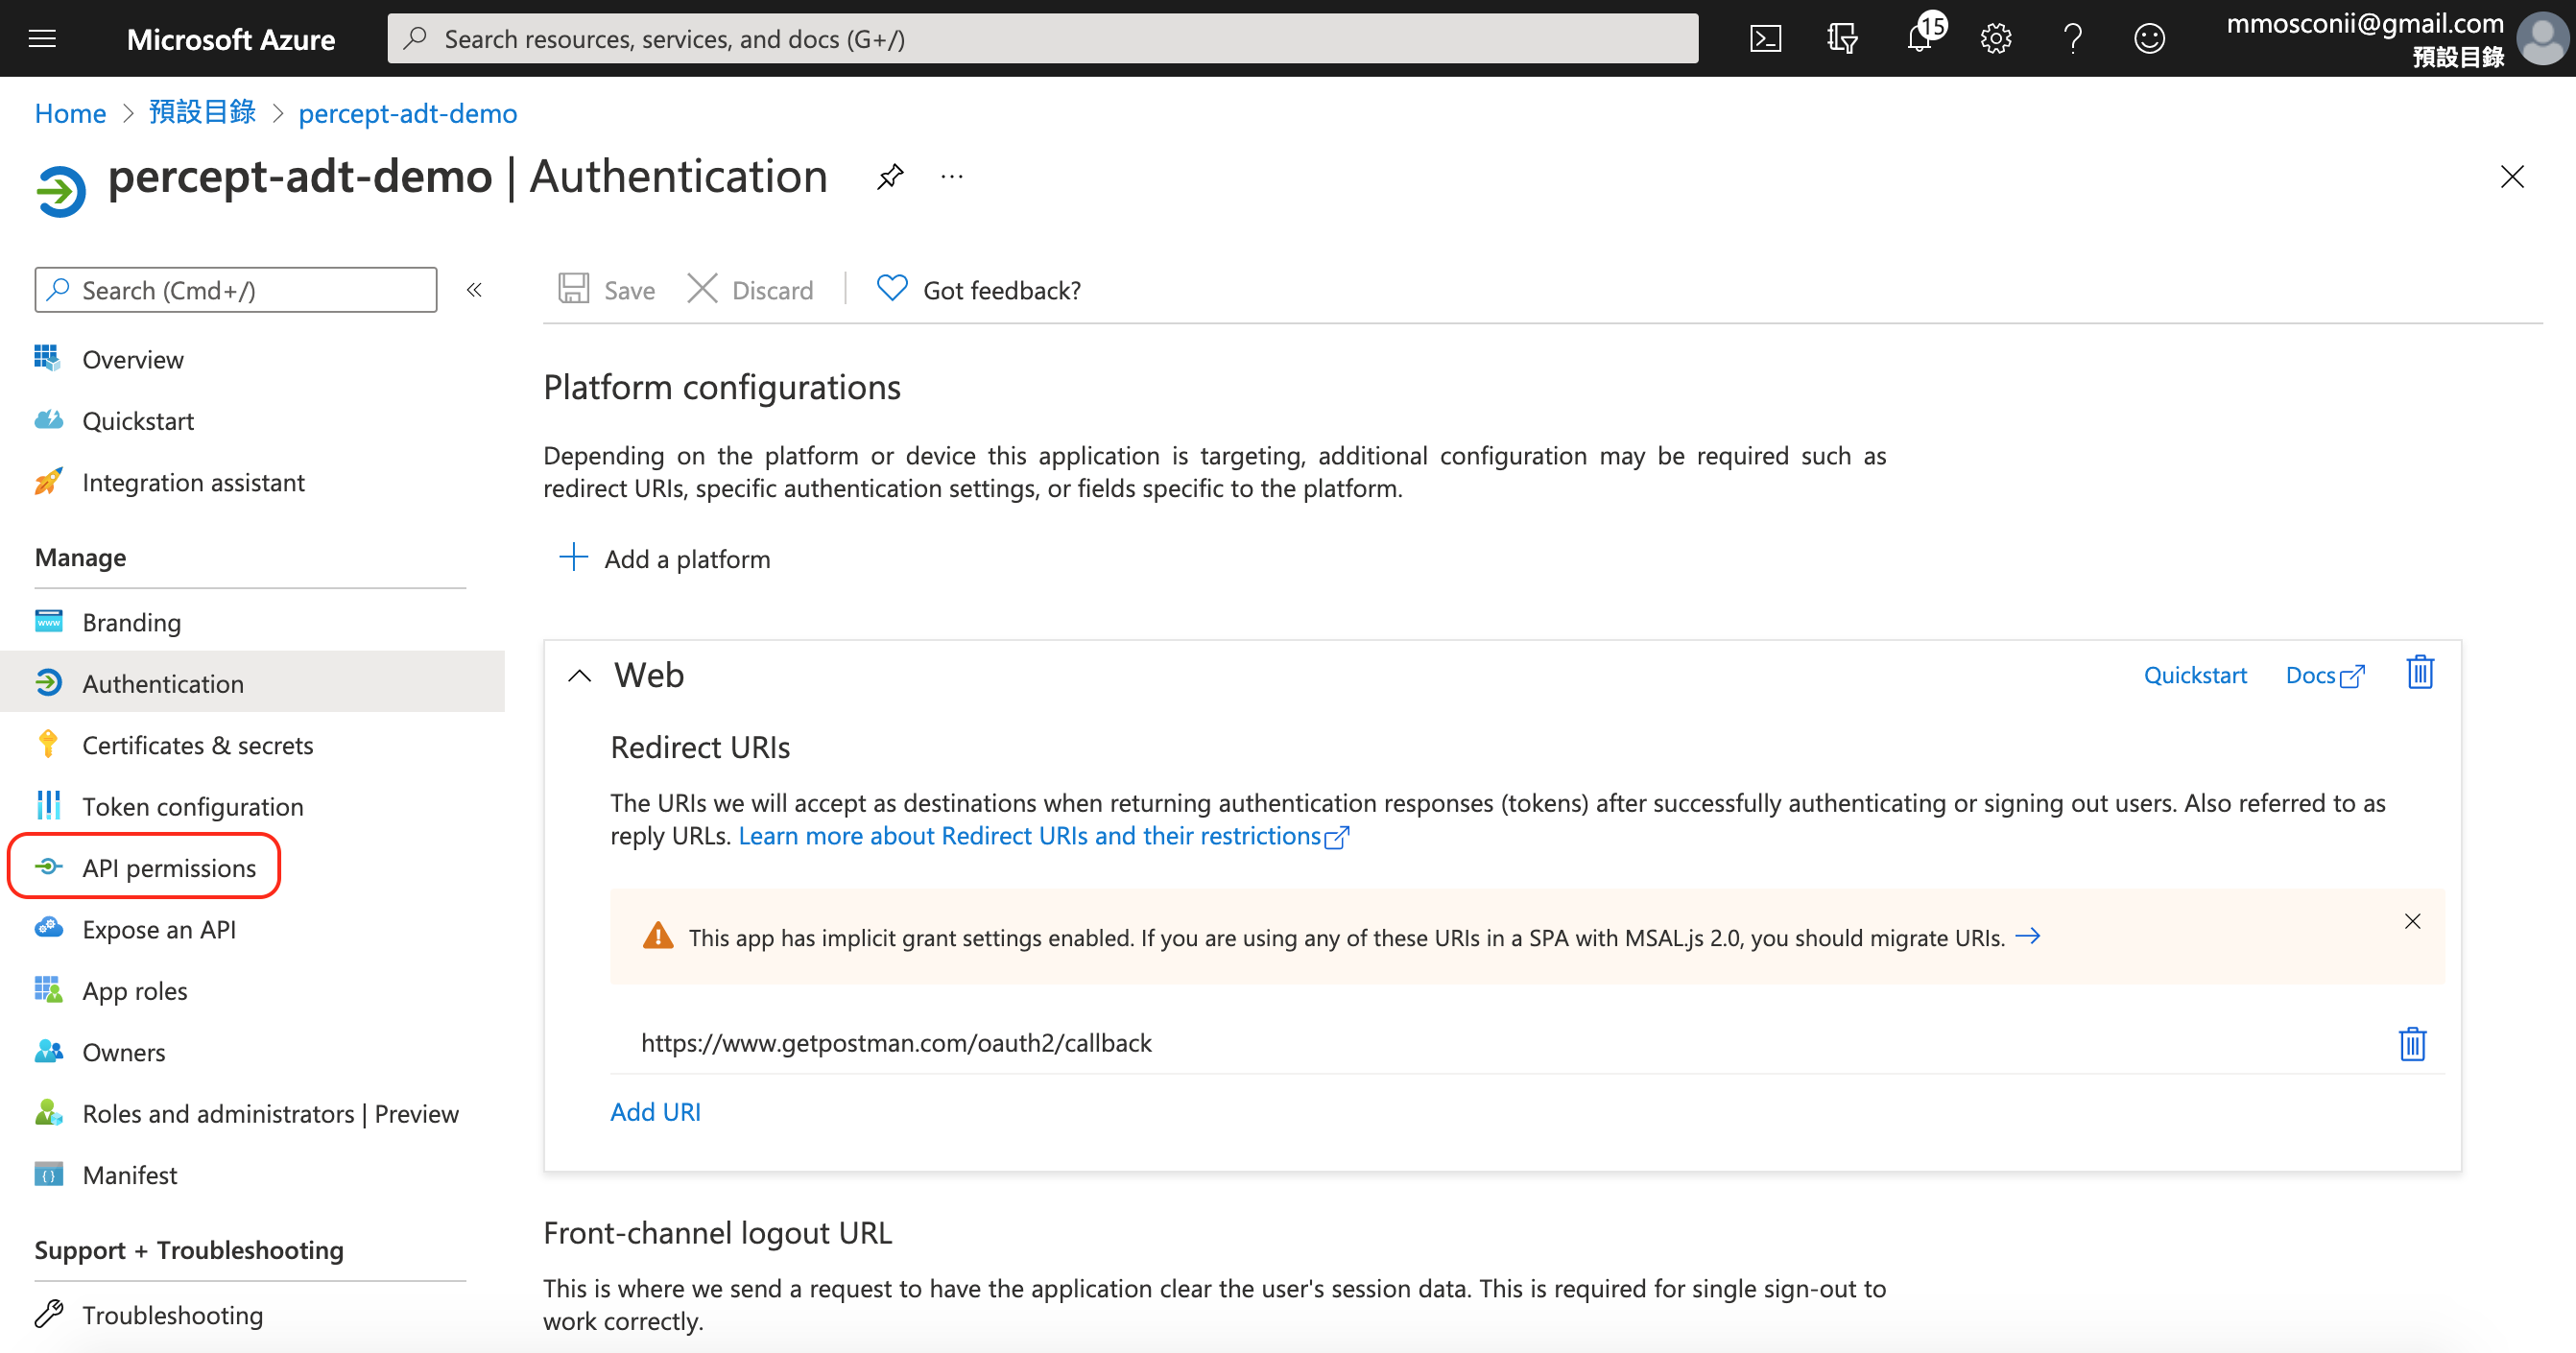 Microsoft Azure
Search resources, services, and docs (G+/)
15
mmosconii@gmail.com
預設目錄
Home > 預設目錄 > percept-adt-demo
percept-adt-demo | Authentication
Search (Cmd+/)
Save
Discard
Got feedback?
Overview
Quickstart
Integration assistant
Manage
Branding
Authentication
Certificates & secrets
Token configuration
API permissions
Expose an API
App roles
Owners
Roles and administrators | Preview
Manifest
Support + Troubleshooting
Troubleshooting
Platform configurations
Depending on the platform or device this application is targeting, additional configuration may be required such as
redirect URIs, specific authentication settings, or fields specific to the platform.
Add a platform
Web
Quickstart
Docs
Redirect URIs
The URIs we will accept as destinations when returning authentication responses (tokens) after successfully authenticating or signing out users. Also referred to as
reply URLs. Learn more about Redirect URIs and their restrictions
This app has implicit grant settings enabled. If you are using any of these URIs in a SPA with MSAL.js 2.0, you should migrate URIs.
https://www.getpostman.com/oauth2/callback
Add URI
Front-channel logout URL
This is where we send a request to have the application clear the user's session data. This is required for single sign-out to
work correctly.